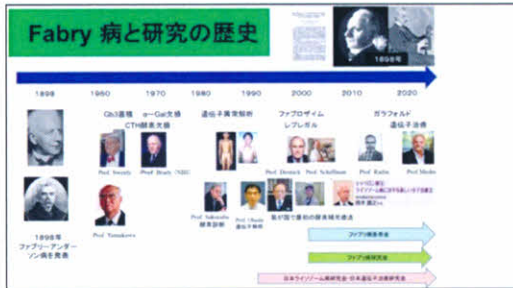 Fabry 病と研究の歴史
1898年
1898
1960
1970
1980
1990
2000
2010
2020
Gb3蓄積
α-Gal欠損
CTH酵素欠損
遺伝子異常解析
ファブラザイム
レプレガル
ガラフォルド
遺伝子治療
Prof Sweely
Prof Brady (NIH)
Prof Desnick
Prof Schiffman
Prof Medin
Prof Yamakawa
Prof Sakuraba
酵素診断
遺伝子解析
我が国で最初の酵素補充療法
1898年
ファブリーアンダー
ソン病を発表
ファブリ病患者会
ファブリ病研究会
日本ライソゾーム病研究会・日本遺伝子治療研究会